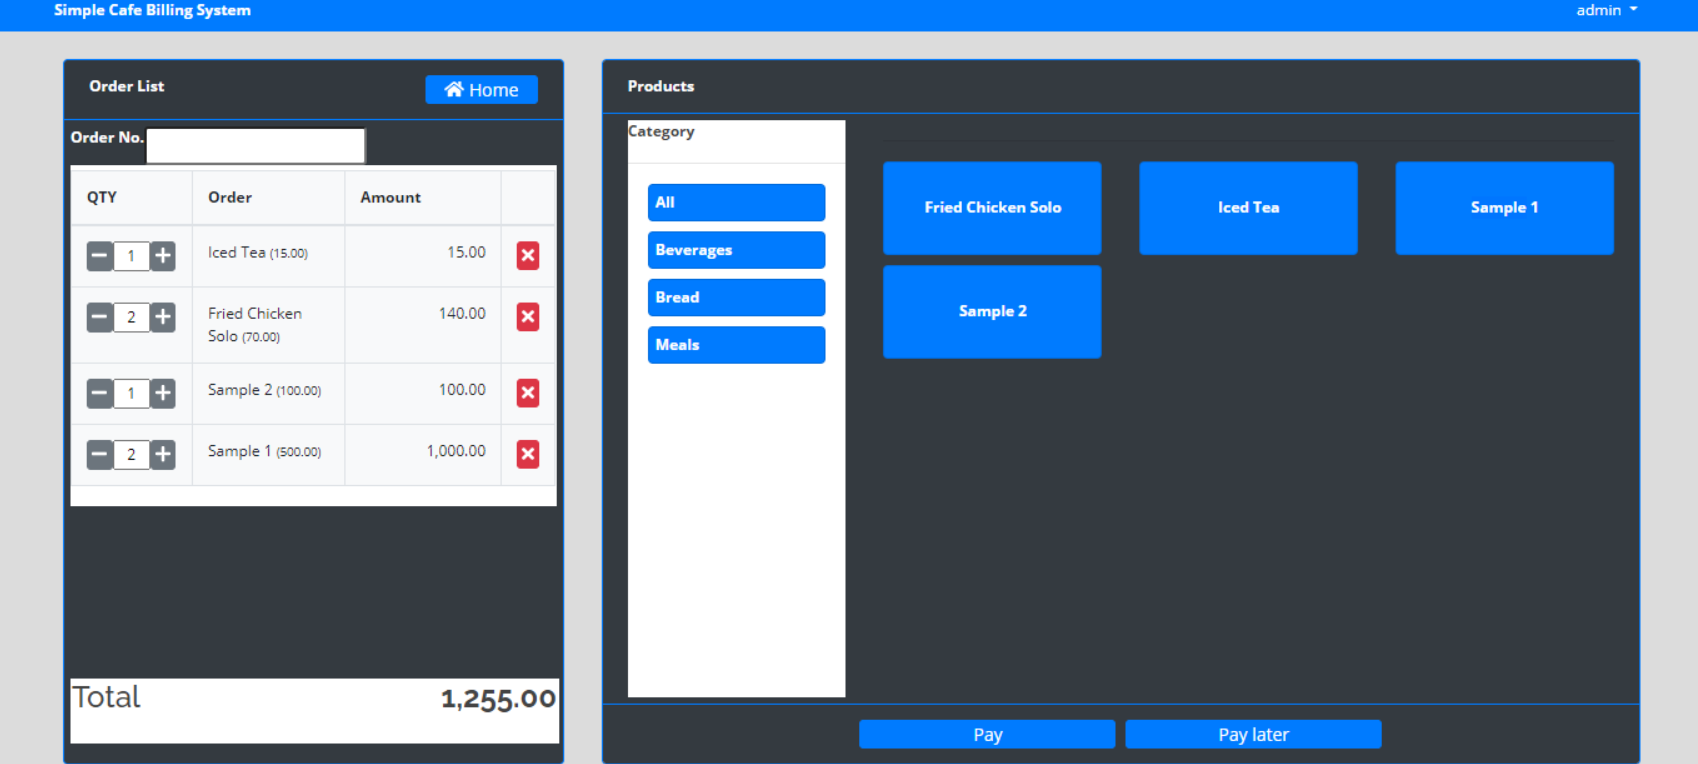 Simple Cafe Billing System
admin
Order List
Home
Order No.
QTY Order Amount
1 Iced Tea (15.00) 15.00
2 Fried Chicken
Solo (70.00) 140.00
1 Sample 2 (100.00) 100.00
2 Sample 1 (500.00) 1,000.00
Total 1,255.00
Products
Category
All
Beverages
Bread
Meals
Fried Chicken Solo
Iced Tea
Sample 1
Sample 2
Pay
Pay later